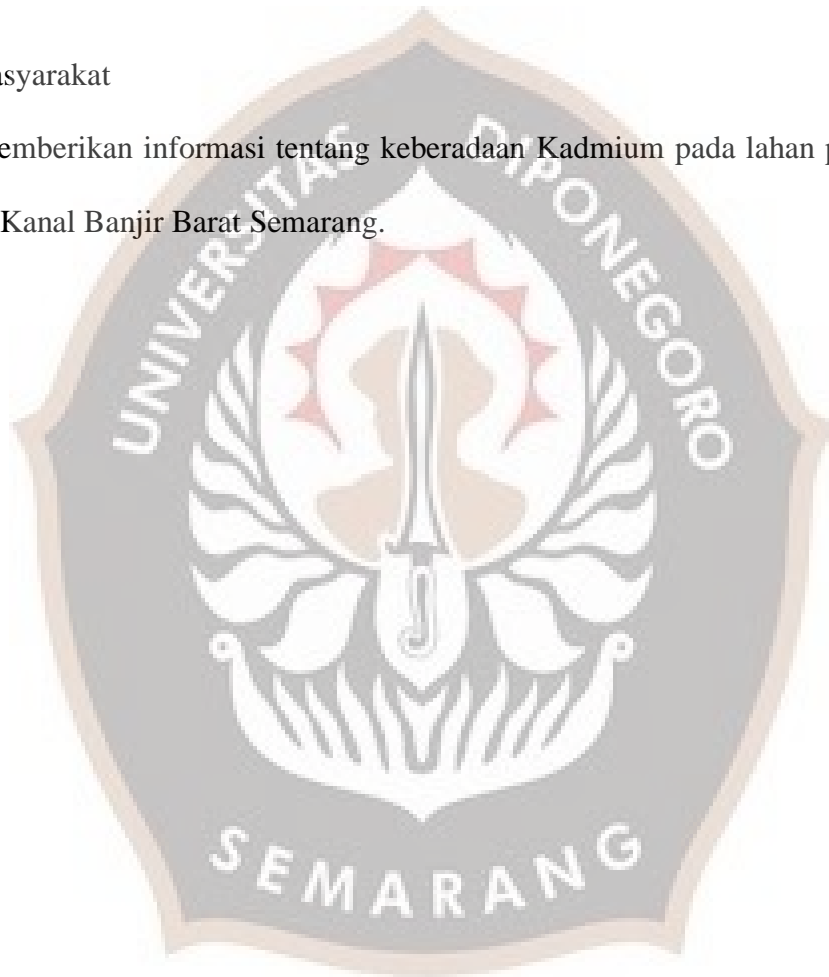 asyarakat
emberikan informasi tentang keberadaan Kadmium pada lahan p
Kanal Banjir Barat Semarang.
UNIVERSITAS DIPONEGORO
SEMARANG